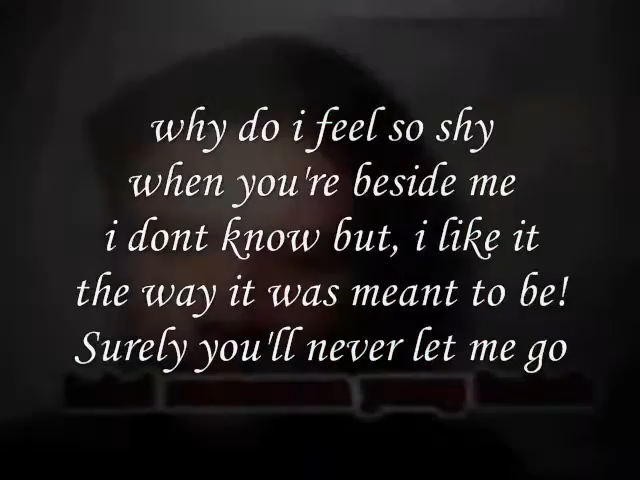 why do i feel so shy
when you're beside me
i dont know but, i like it
the way it was meant to be!
Surely you'll never let me go